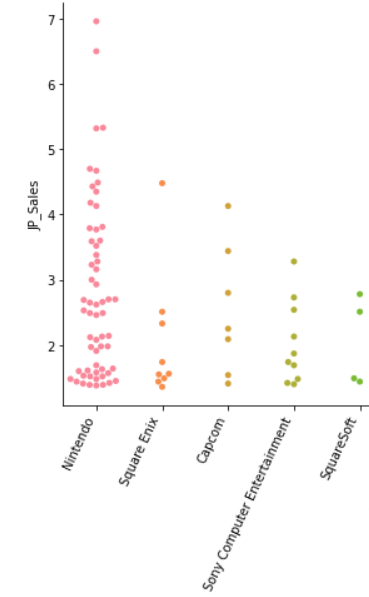 7
6
5
4
3
2
JP_Sales
Nintendo
Square Enix
Capcom
Sony Computer Entertainment
SquareSoft